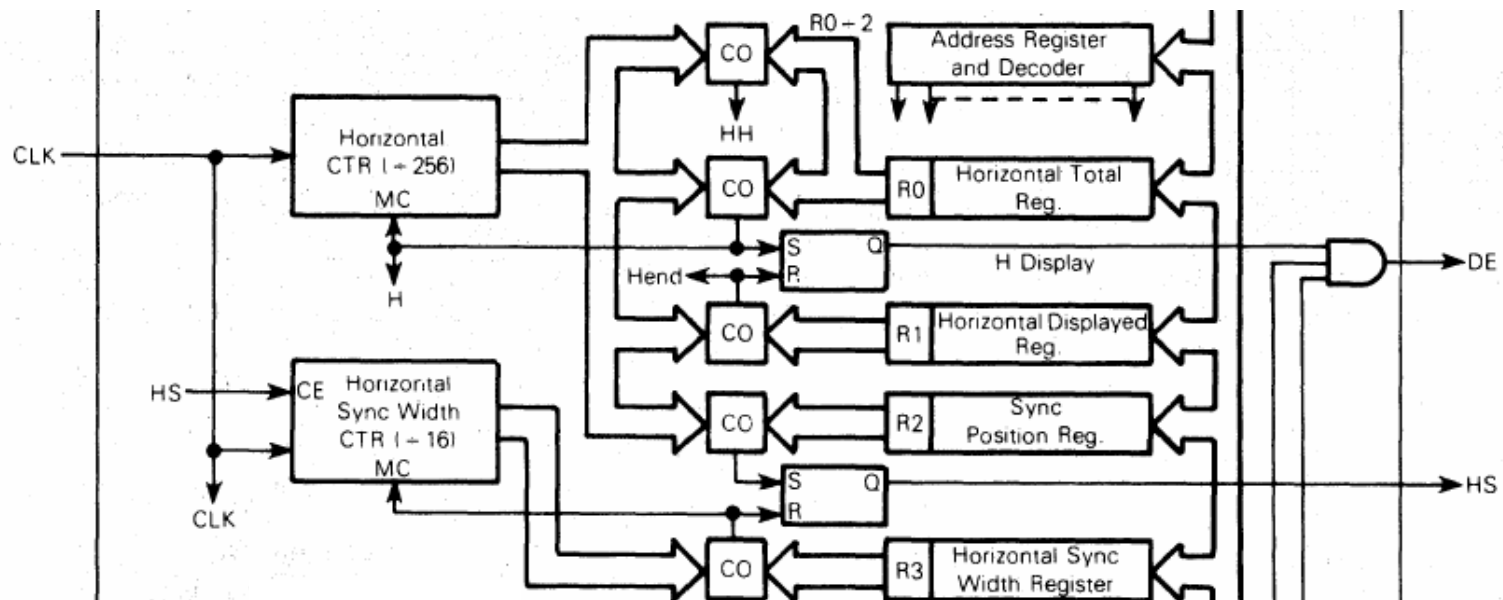 R0 ÷ 2
CO
Address Register
and Decoder
HH
CLK
Horizontal
CTR (÷ 256)
MC
CO
R0
Horizontal Total
Reg.
S
Q
R
H Display
Hend
H
DE
CO
R1
Horizontal Displayed
Reg.
HS
CE
Horizontal
Sync Width
CTR (÷ 16)
MC
CO
R2
Sync
Position Reg.
S
Q
R
HS
CLK
CO
R3
Horizontal Sync
Width Register